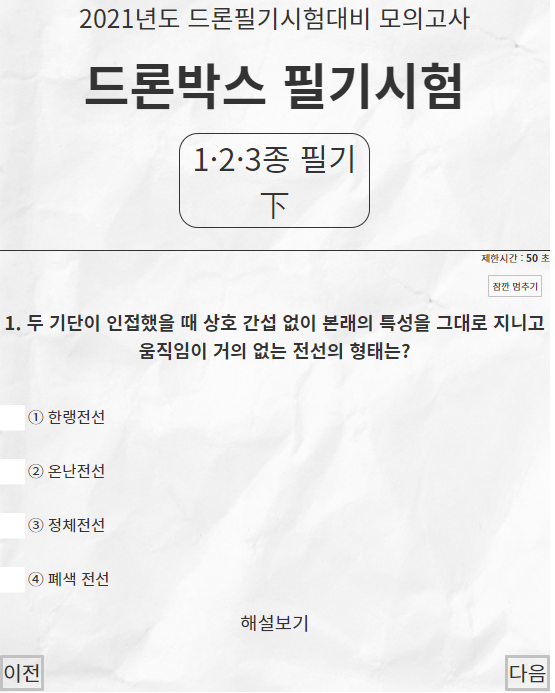 2021년도 드론필기시험대비 모의고사
드론박스 필기시험
1·2·3종 필기
下
제한시간 : 50 초
잠깐 멈추기
1. 두 기단이 인접했을 때 상호 간섭 없이 본래의 특성을 그대로 지니고
움직임이 거의 없는 전선의 형태는?
① 한랭전선
② 온난전선
③ 정체전선
④ 폐색 전선
해설보기
이전
다음